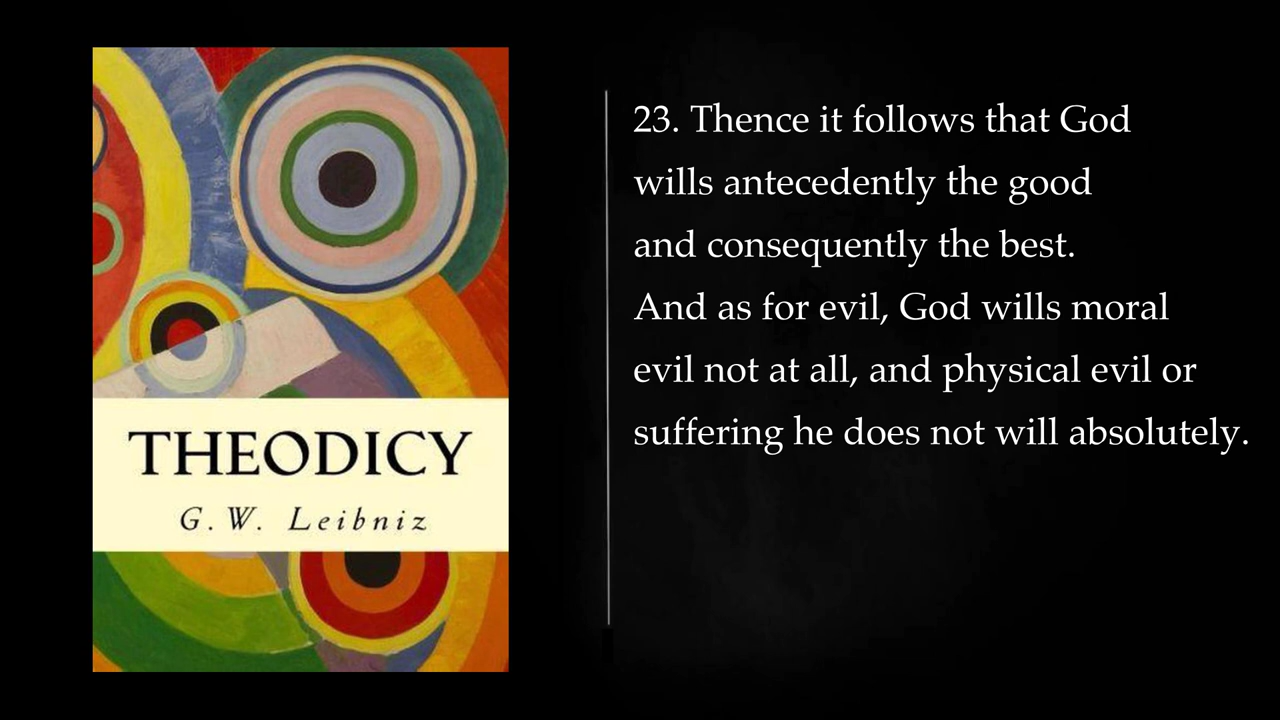 THEODICY
G. W. Leibniz
23. Thence it follows that God
wills antecedently the good
and consequently the best.
And as for evil, God wills moral
evil not at all, and physical evil or
suffering he does not will absolutely.